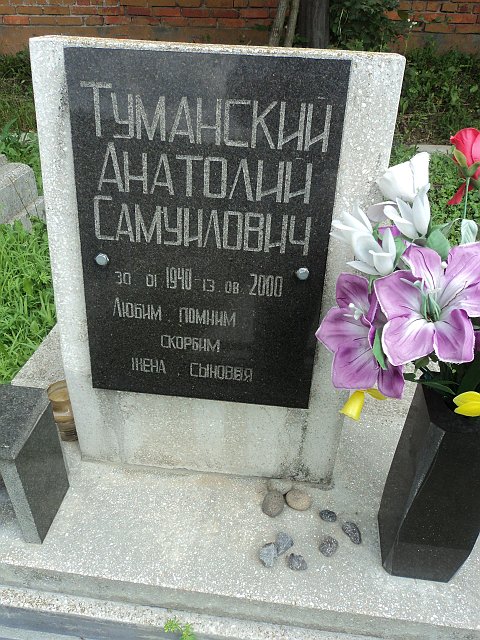 Туманский
Анатолий
Самуилович
30 01 1940-13 08 2000
Любим помним
скорбим
жена сыновья